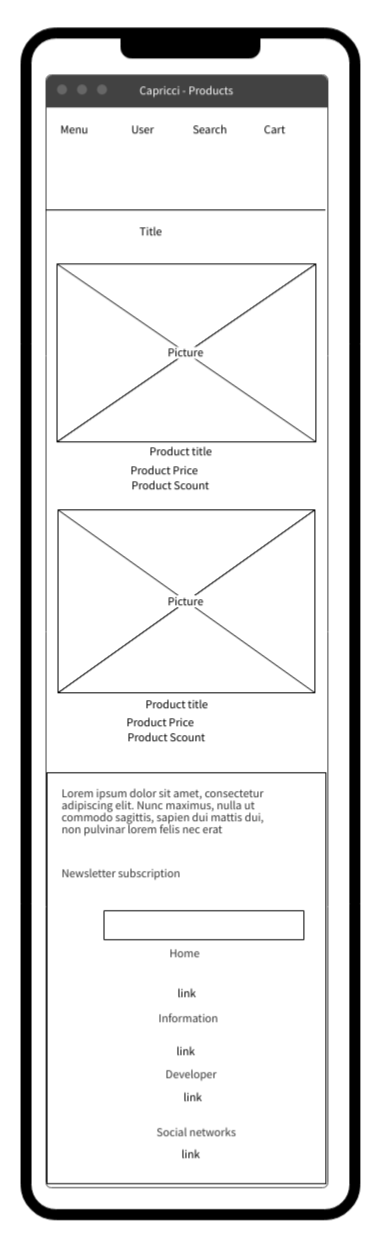 Capricci - Products
Menu User Search Cart
Title
Picture
Product title
Product Price
Product Scount
Picture
Product title
Product Price
Product Scount
Lorem ipsum dolor sit amet, consectetur
adipiscing elit. Nunc maximus, nulla ut
commodo sagittis, sapien dui mattis dui,
non pulvinar lorem felis nec erat
Newsletter subscription
Home
link
Information
link
Developer
link
Social networks
link